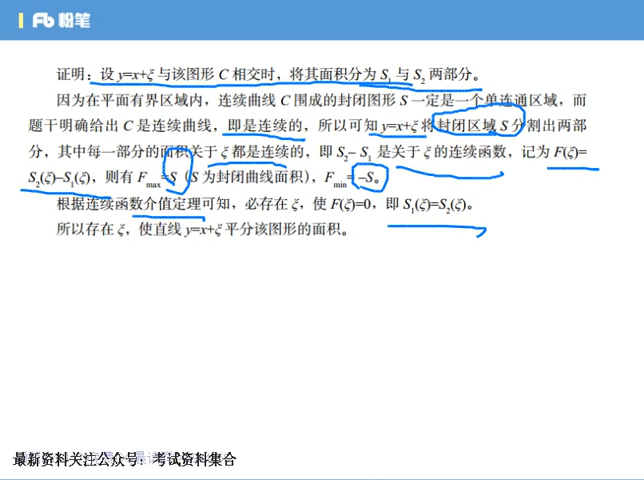 粉笔
证明：设 y=x+ξ 与该图形 C 相交时，将其面积分为 S₁ 与 S₂ 两部分。
因为在平面有界区域内，连续曲线 C 围成的封闭图形 S 一定是一个单连通区域，而
题干明确给出 C 是连续曲线，即是连续的，所以可知 y=x+ξ 将封闭区域 S 分割出两部
分，其中每一部分的面积关于 ξ 都是连续的，即 S₂− S₁ 是关于 ξ 的连续函数，记为 F(ξ)=
S₂(ξ)−S₁(ξ)，则有 Fmax=S（S 为封闭曲线面积），Fmin= −S。
根据连续函数介值定理可知，必存在 ξ，使 F(ξ)=0，即 S₁(ξ)=S₂(ξ)。
所以存在 ξ，使直线 y=x+ξ 平分该图形的面积。
最新资料关注公众号：考试资料集合